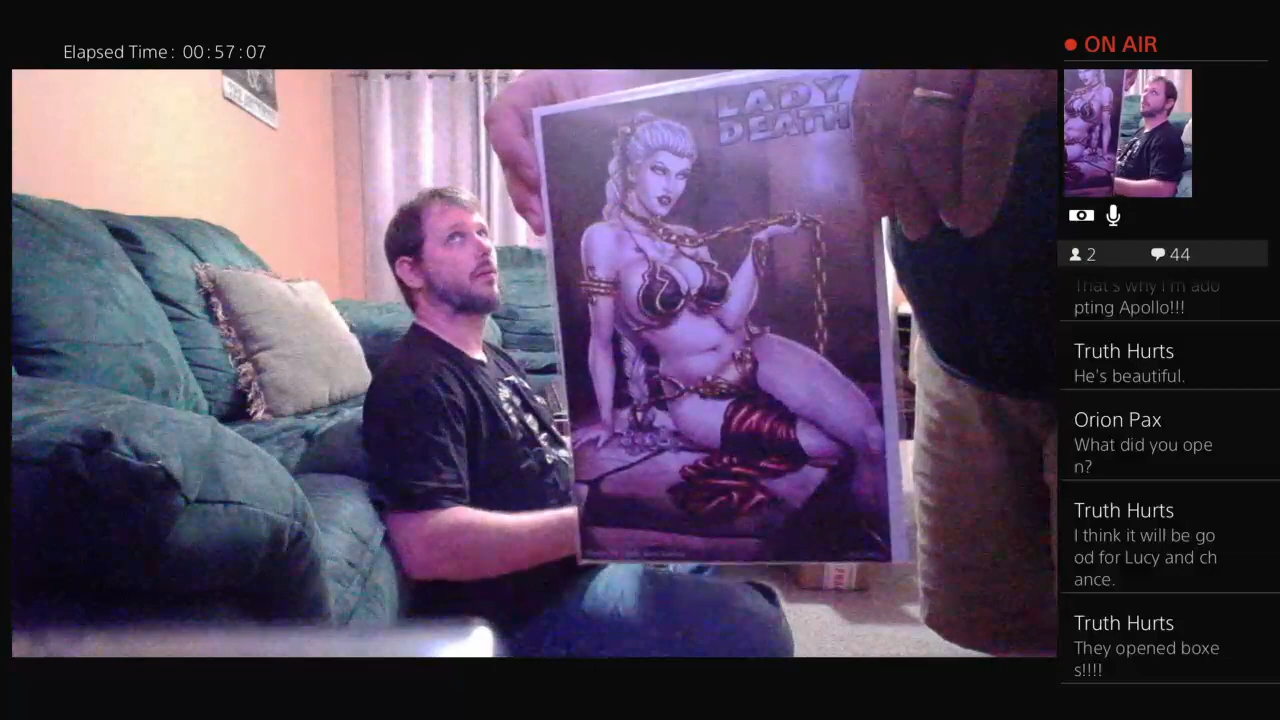 Elapsed Time: 00:57:07
ON AIR
LADY
DEATH
2
44
That's why I'm ado
pting Apollo!!!
Truth Hurts
He's beautiful.
Orion Pax
What did you ope
n?
Truth Hurts
I think it will be go
od for Lucy and ch
ance.
Truth Hurts
They opened boxe
s!!!!